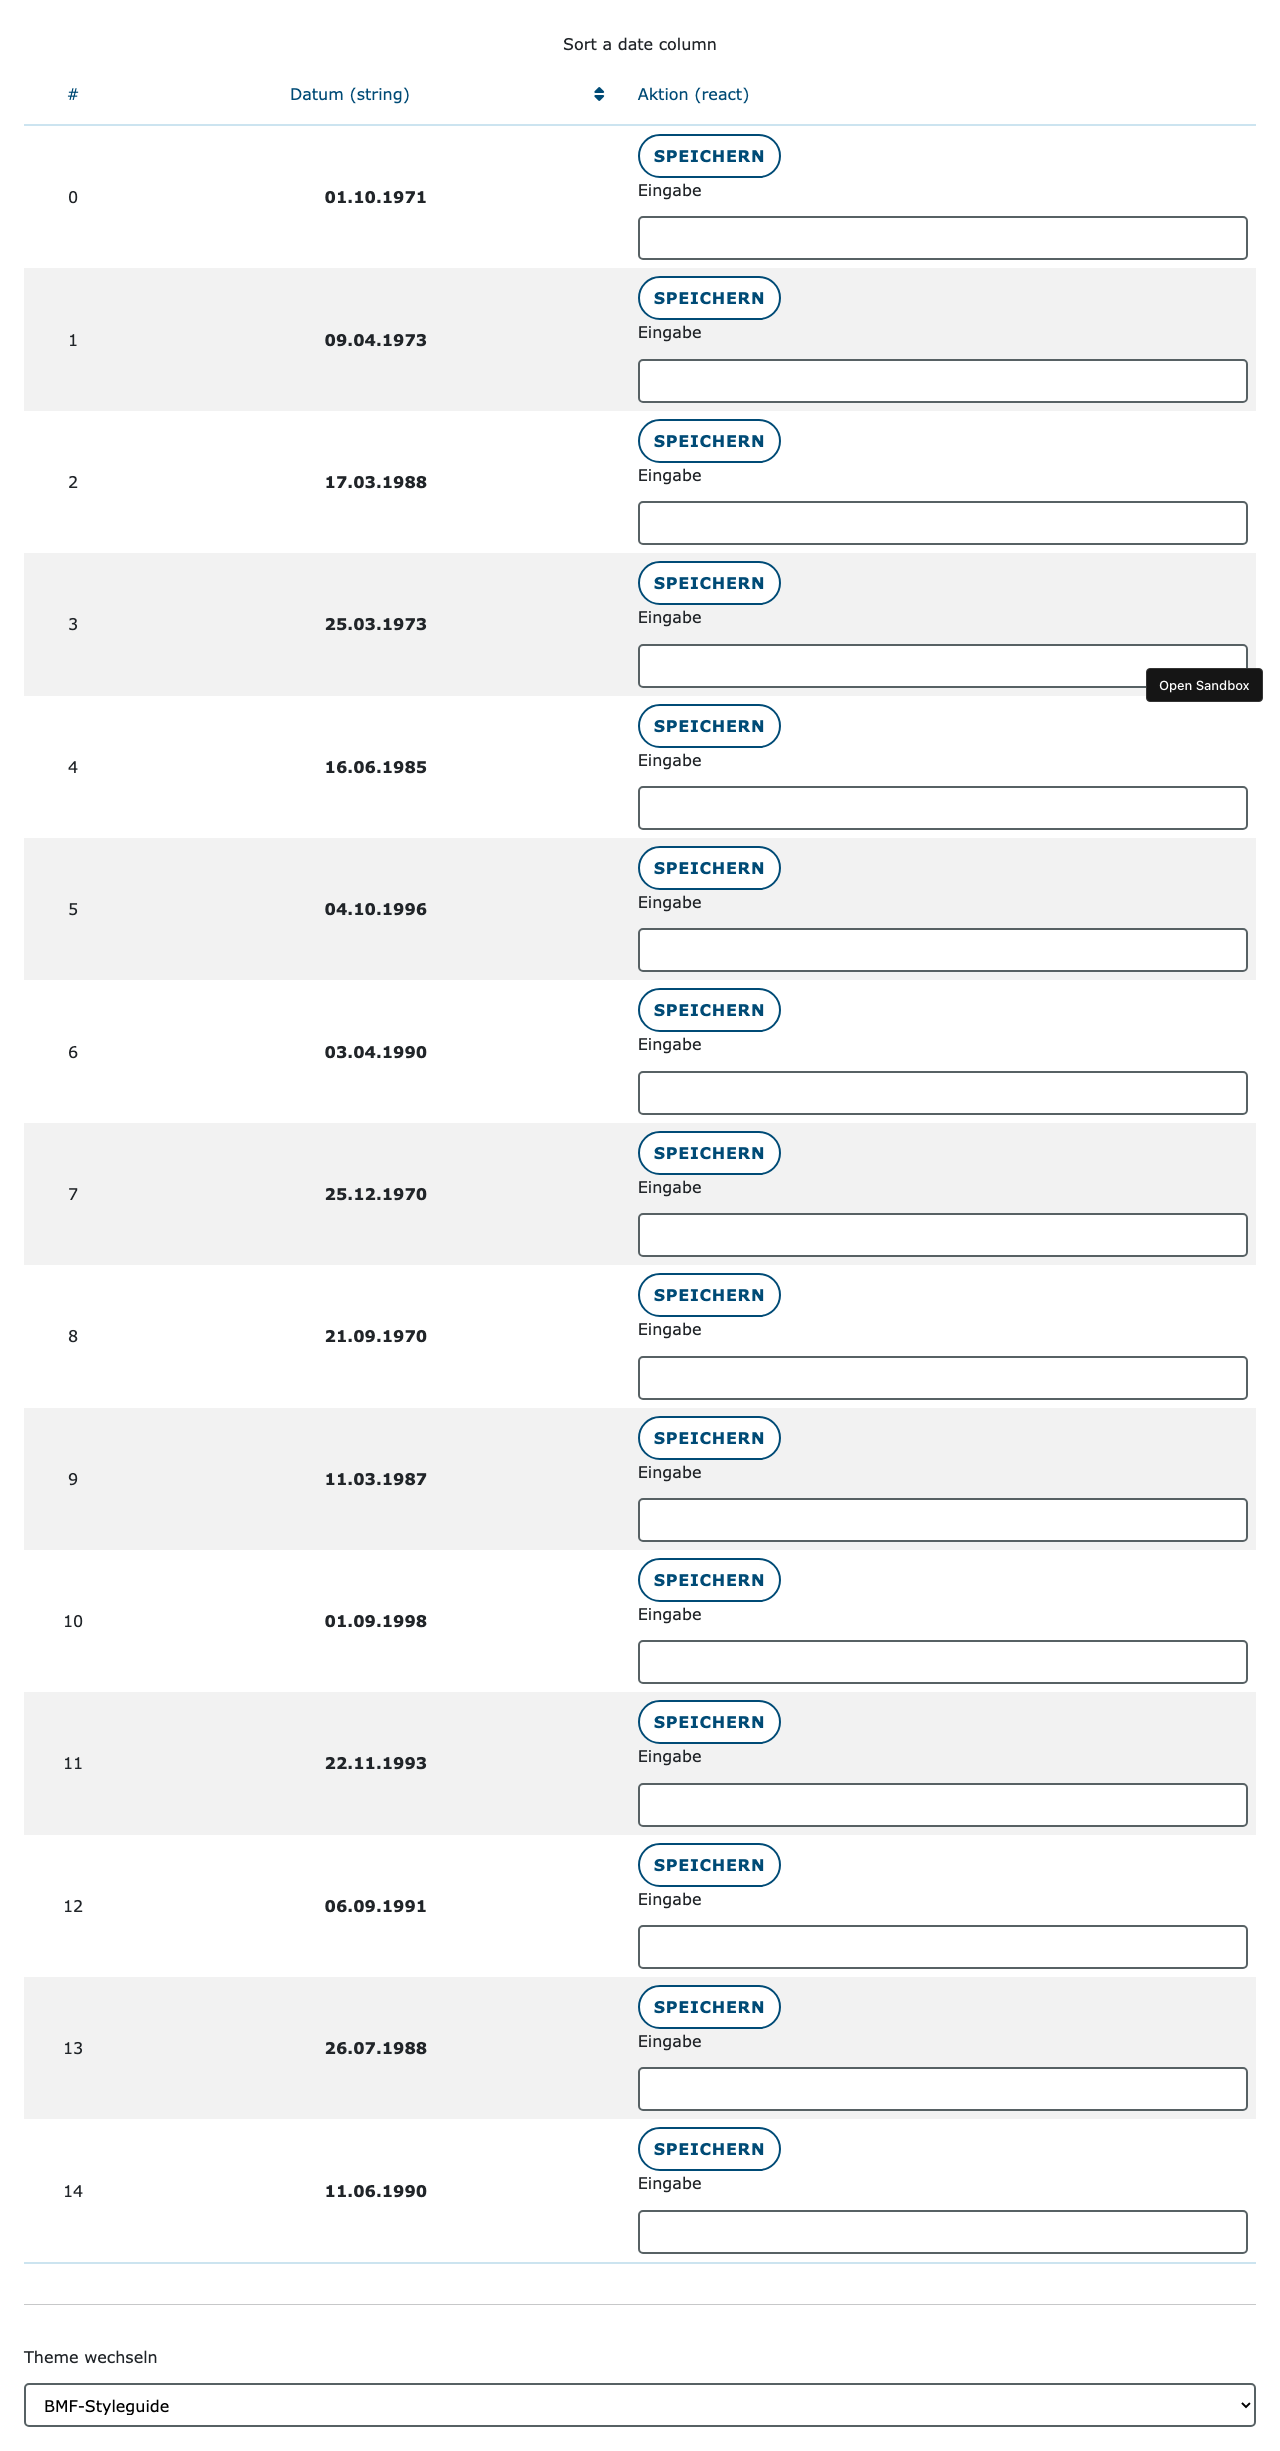 Sort a date column
# Datum (string) Aktion (react)
SPEICHERN
Eingabe
0 01.10.1971
SPEICHERN
Eingabe
1 09.04.1973
SPEICHERN
Eingabe
2 17.03.1988
SPEICHERN
Eingabe
3 25.03.1973
Open Sandbox
SPEICHERN
Eingabe
4 16.06.1985
SPEICHERN
Eingabe
5 04.10.1996
SPEICHERN
Eingabe
6 03.04.1990
SPEICHERN
Eingabe
7 25.12.1970
SPEICHERN
Eingabe
8 21.09.1970
SPEICHERN
Eingabe
9 11.03.1987
SPEICHERN
Eingabe
10 01.09.1998
SPEICHERN
Eingabe
11 22.11.1993
SPEICHERN
Eingabe
12 06.09.1991
SPEICHERN
Eingabe
13 26.07.1988
SPEICHERN
Eingabe
14 11.06.1990
Theme wechseln
BMF-Styleguide